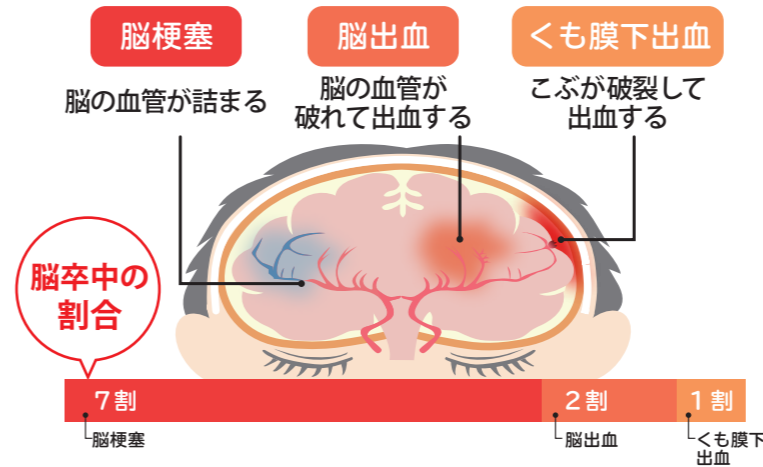 脳梗塞
脳の血管が詰まる
脳出血
脳の血管が
破れて出血する
くも膜下出血
こぶが破裂して
出血する
脳卒中の
割合
7割
脳梗塞
2割
脳出血
1割
くも膜下
出血